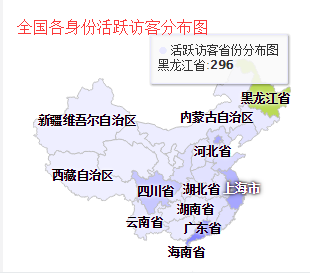 全国各身份活跃访客分布图
活跃访客省份分布图
黑龙江省:296
黑龙江省
新疆维吾尔自治区
内蒙古自治区
河北省
西藏自治区
四川省
湖北省
上海市
湖南省
云南省
广东省
海南省